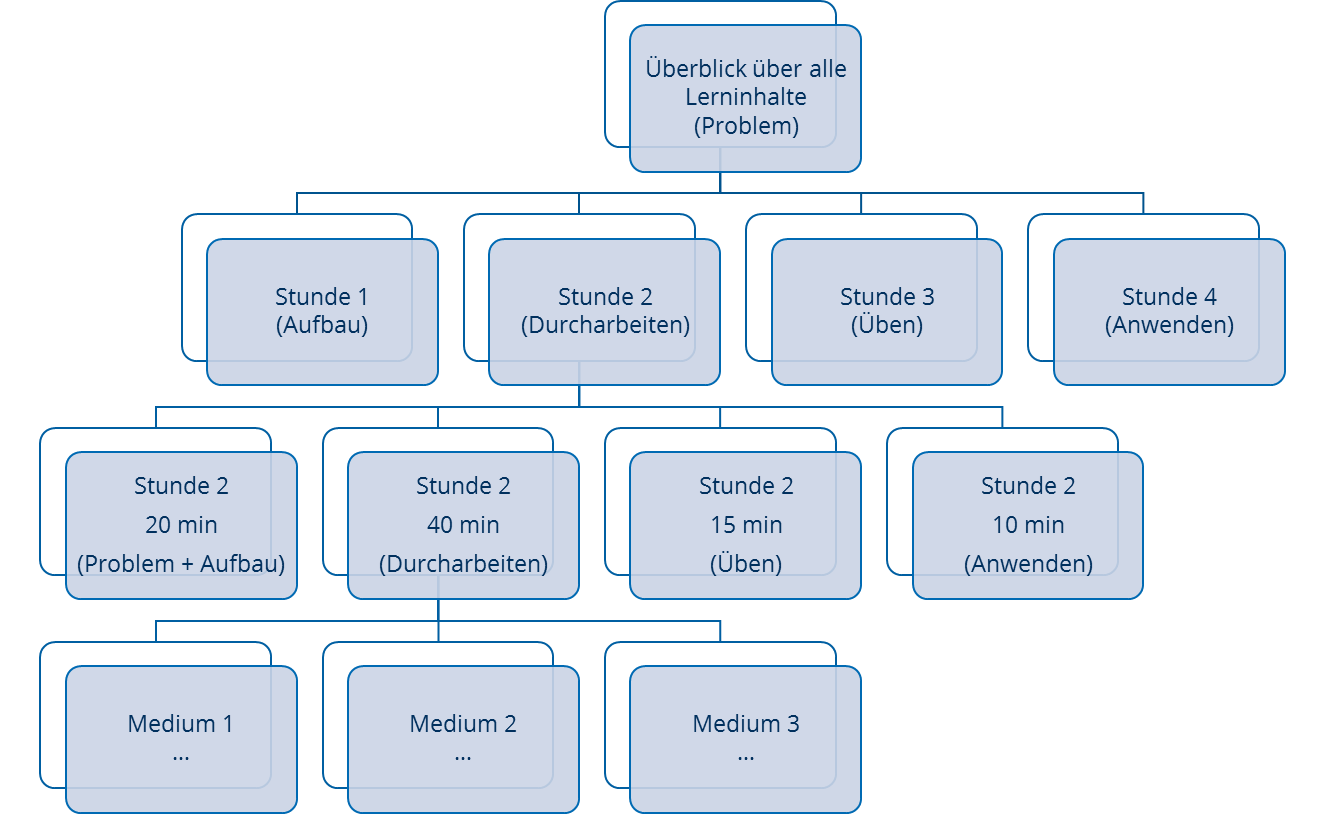 Überblick über alle
Lerninhalte
(Problem)
Stunde 1
(Aufbau)
Stunde 2
(Durcharbeiten)
Stunde 3
(Üben)
Stunde 4
(Anwenden)
Stunde 2
20 min
(Problem + Aufbau)
Stunde 2
40 min
(Durcharbeiten)
Stunde 2
15 min
(Üben)
Stunde 2
10 min
(Anwenden)
Medium 1
...
Medium 2
...
Medium 3
...